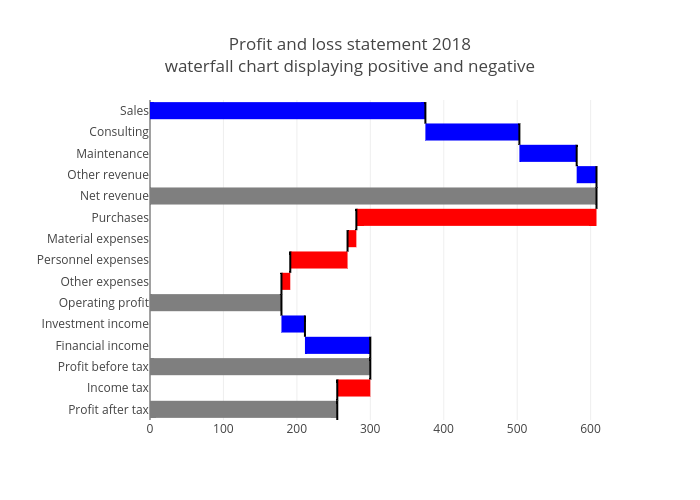 Profit and loss statement 2018
waterfall chart displaying positive and negative
Sales
Consulting
Maintenance
Other revenue
Net revenue
Purchases
Material expenses
Personnel expenses
Other expenses
Operating profit
Investment income
Financial income
Profit before tax
Income tax
Profit after tax
0 100 200 300 400 500 600